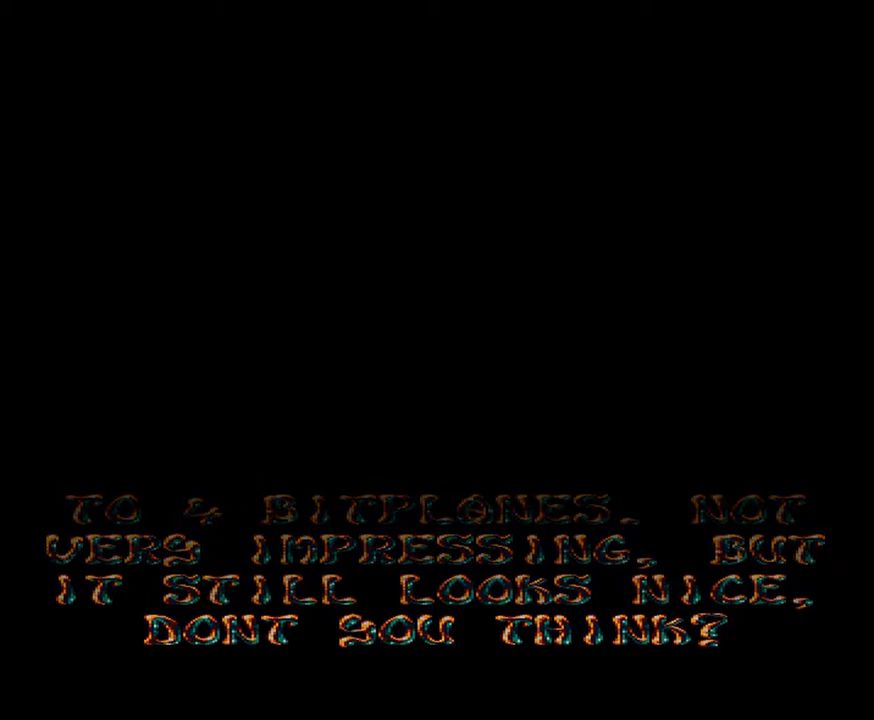 TO 4 BITPLANES. NOT
VERY IMPRESSING, BUT
IT STILL LOOKS NICE,
DONT YOU THINK?